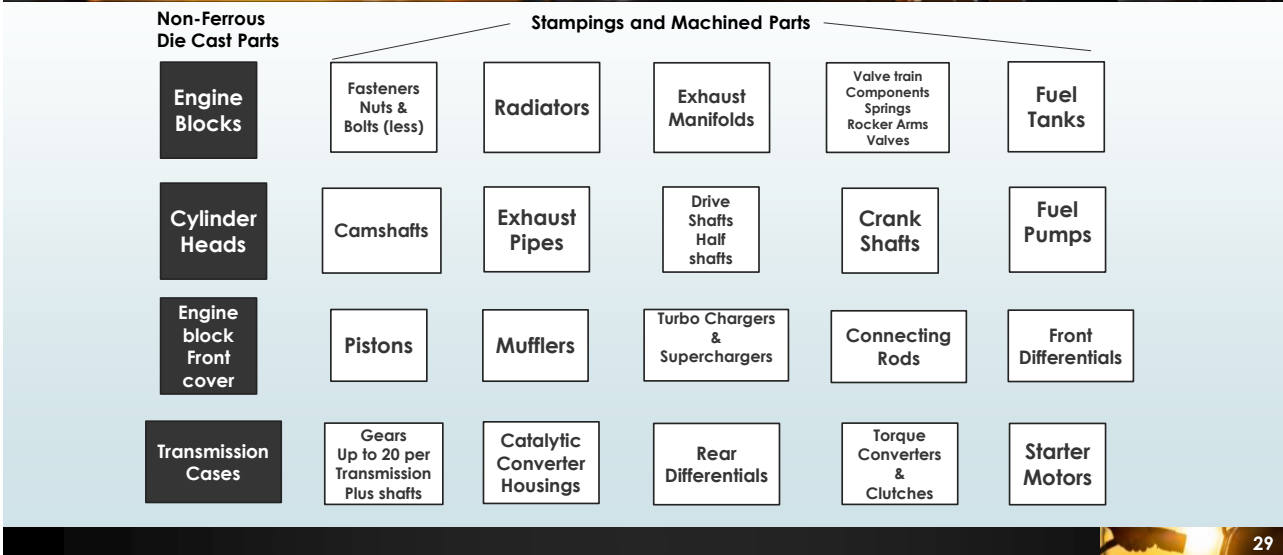 Non-Ferrous
Die Cast Parts
Stampings and Machined Parts
Engine
Blocks
Fasteners
Nuts &
Bolts (less)
Radiators
Exhaust
Manifolds
Valve train
Components
Springs
Rocker Arms
Valves
Fuel
Tanks
Cylinder
Heads
Camshafts
Exhaust
Pipes
Drive
Shafts
Half
shafts
Crank
Shafts
Fuel
Pumps
Engine
block
Front
cover
Pistons
Mufflers
Turbo Chargers
&
Superchargers
Connecting
Rods
Front
Differentials
Transmission
Cases
Gears
Up to 20 per
Transmission
Plus shafts
Catalytic
Converter
Housings
Rear
Differentials
Torque
Converters
&
Clutches
Starter
Motors
29